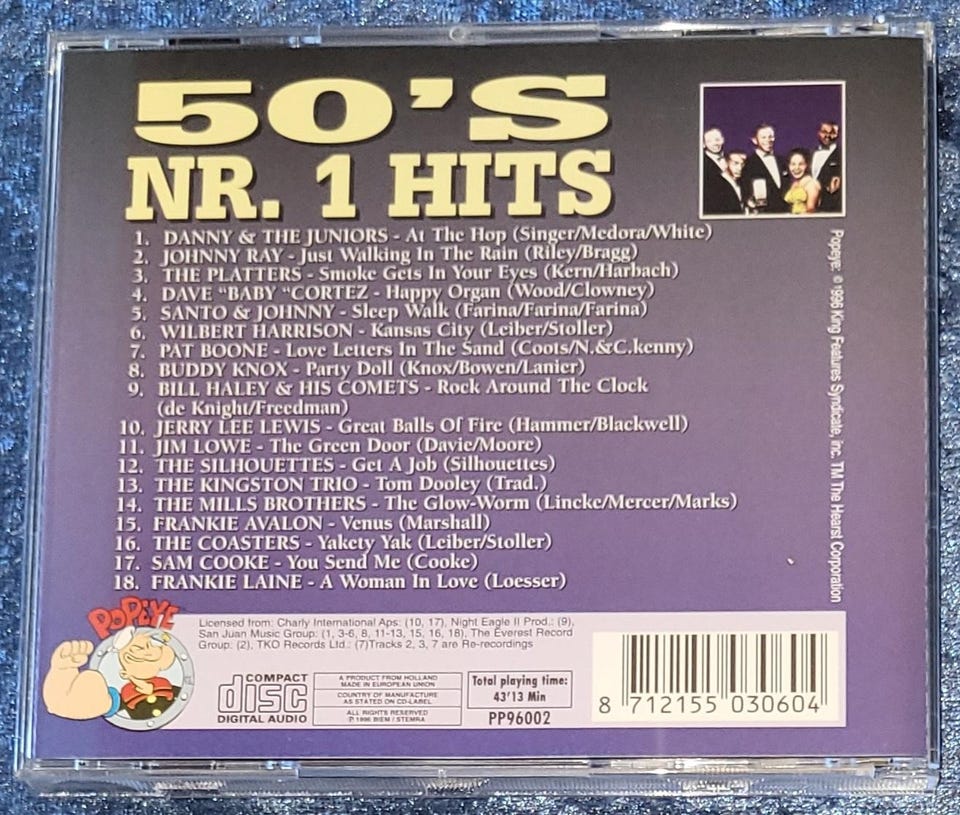 50'S
NR. 1 HITS
1. DANNY & THE JUNIORS - At The Hop (Singer/Medora/White)
2. JOHNNY RAY - Just Walking In The Rain (Riley/Bragg)
3. THE PLATTERS - Smoke Gets In Your Eyes (Kern/Harbach)
4. DAVE "BABY "CORTEZ - Happy Organ (Wood/Clowney)
5. SANTO & JOHNNY - Sleep Walk (Farina/Farina/Farina)
6. WILBERT HARRISON - Kansas City (Leiber/Stoller)
7. PAT BOONE - Love Letters In The Sand (Coots/N.&C.kenny)
8. BUDDY KNOX - Party Doll (Knox/Bowen/Lanier)
9. BILL HALEY & HIS COMETS - Rock Around The Clock
(de Knight/Freedman)
10. JERRY LEE LEWIS - Great Balls Of Fire (Hammer/Blackwell)
11. JIM LOWE - The Green Door (Davie/Moore)
12. THE SILHOUETTES - Get A Job (Silhouettes)
13. THE KINGSTON TRIO - Tom Dooley (Trad.)
14. THE MILLS BROTHERS - The Glow-Worm (Lincke/Mercer/Marks)
15. FRANKIE AVALON - Venus (Marshall)
16. THE COASTERS - Yakety Yak (Leiber/Stoller)
17. SAM COOKE - You Send Me (Cooke)
18. FRANKIE LAINE - A Woman In Love (Loesser)
Popeye: ©1996 King Features Syndicate, inc. TM The Hearst Corporation
POPEYE
Licensed from: Charly International Aps: (10, 17), Night Eagle II Prod.: (9),
San Juan Music Group: (1, 3-6, 8, 11-13, 15, 16, 18), The Everest Record
Group: (2), TKO Records Ltd.: (7)Tracks 2, 3, 7 are Re-recordings
COMPACT
disc
DIGITAL AUDIO
A PRODUCT FROM HOLLAND
MADE IN EUROPEAN UNION
COUNTRY OF MANUFACTURE
AS STATED ON CD-LABEL
ALL RIGHTS RESERVED
℗ 1996 BIEM / STEMRA
Total playing time:
43'13 Min
PP96002
8 712155 030604